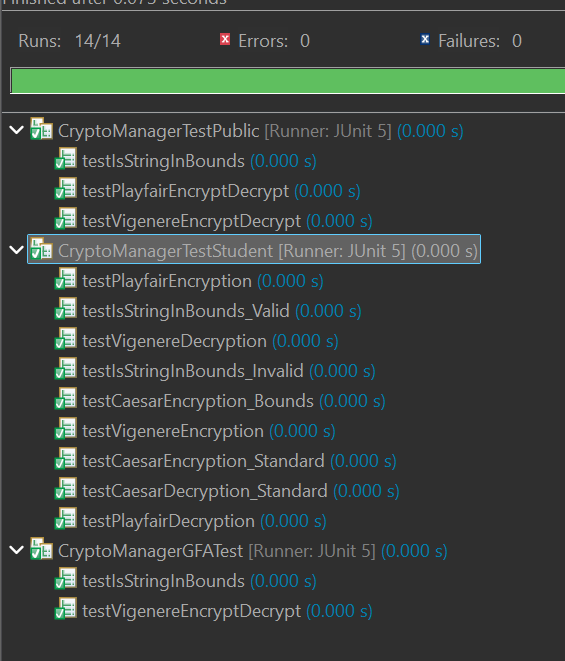 Finished after 0.075 seconds
Runs: 14/14 Errors: 0 Failures: 0
CryptoManagerTestPublic [Runner: JUnit 5] (0.000 s)
testIsStringInBounds (0.000 s)
testPlayfairEncryptDecrypt (0.000 s)
testVigenereEncryptDecrypt (0.000 s)
CryptoManagerTestStudent [Runner: JUnit 5] (0.000 s)
testPlayfairEncryption (0.000 s)
testIsStringInBounds_Valid (0.000 s)
testVigenereDecryption (0.000 s)
testIsStringInBounds_Invalid (0.000 s)
testCaesarEncryption_Bounds (0.000 s)
testVigenereEncryption (0.000 s)
testCaesarEncryption_Standard (0.000 s)
testCaesarDecryption_Standard (0.000 s)
testPlayfairDecryption (0.000 s)
CryptoManagerGFATest [Runner: JUnit 5] (0.000 s)
testIsStringInBounds (0.000 s)
testVigenereEncryptDecrypt (0.000 s)